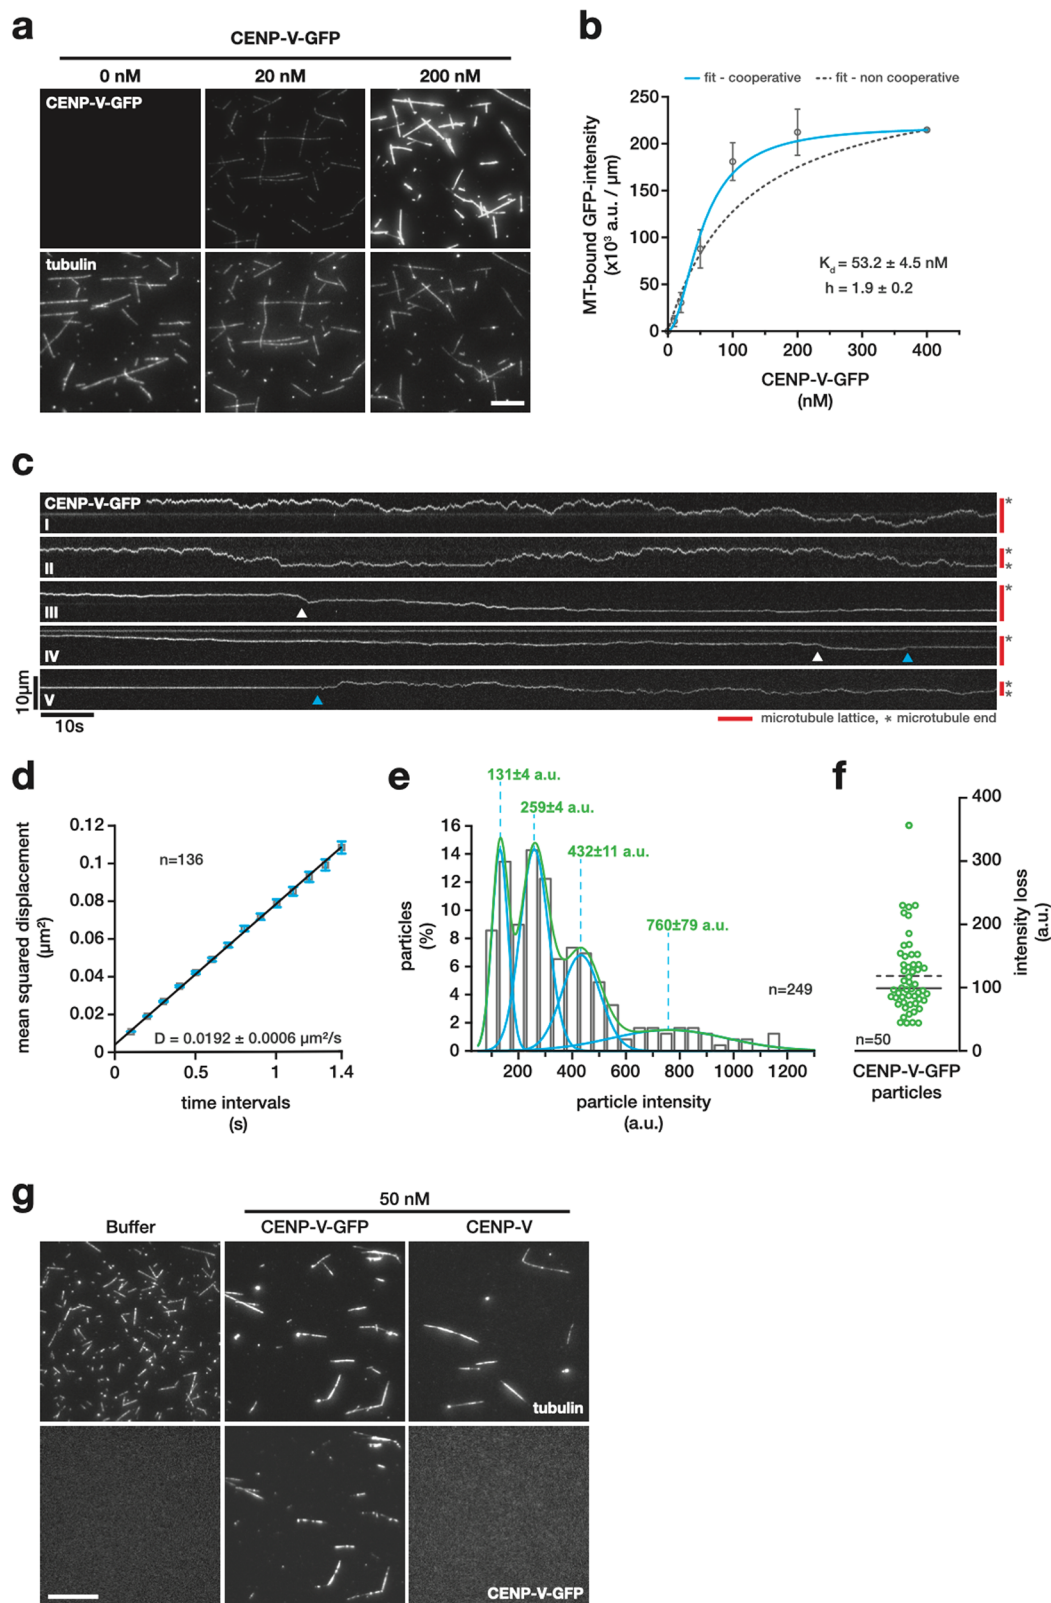 a
CENP-V-GFP
0 nM 20 nM 200 nM
CENP-V-GFP
tubulin
b
fit - cooperative fit - non cooperative
MT-bound GFP-intensity
(x10³ a.u. / µm)
250
200
150
100
50
0
K_d = 53.2 ± 4.5 nM
h = 1.9 ± 0.2
0 100 200 300 400
CENP-V-GFP
(nM)
c
CENP-V-GFP
I
*
II
*
*
III
*
IV
*
V
*
*
10µm
10s
microtubule lattice, * microtubule end
d
mean squared displacement
(µm²)
0.12
0.1
0.08
0.06
0.04
0.02
0
n=136
D = 0.0192 ± 0.0006 µm²/s
0 0.5 1 1.4
time intervals
(s)
e
131±4 a.u.
259±4 a.u.
432±11 a.u.
760±79 a.u.
particles
(%)
16
14
12
10
8
6
4
2
0
n=249
200 400 600 800 1000 1200
particle intensity
(a.u.)
f
400
300
200
100
0
intensity loss
(a.u.)
n=50
CENP-V-GFP
particles
g
50 nM
Buffer CENP-V-GFP CENP-V
tubulin
CENP-V-GFP